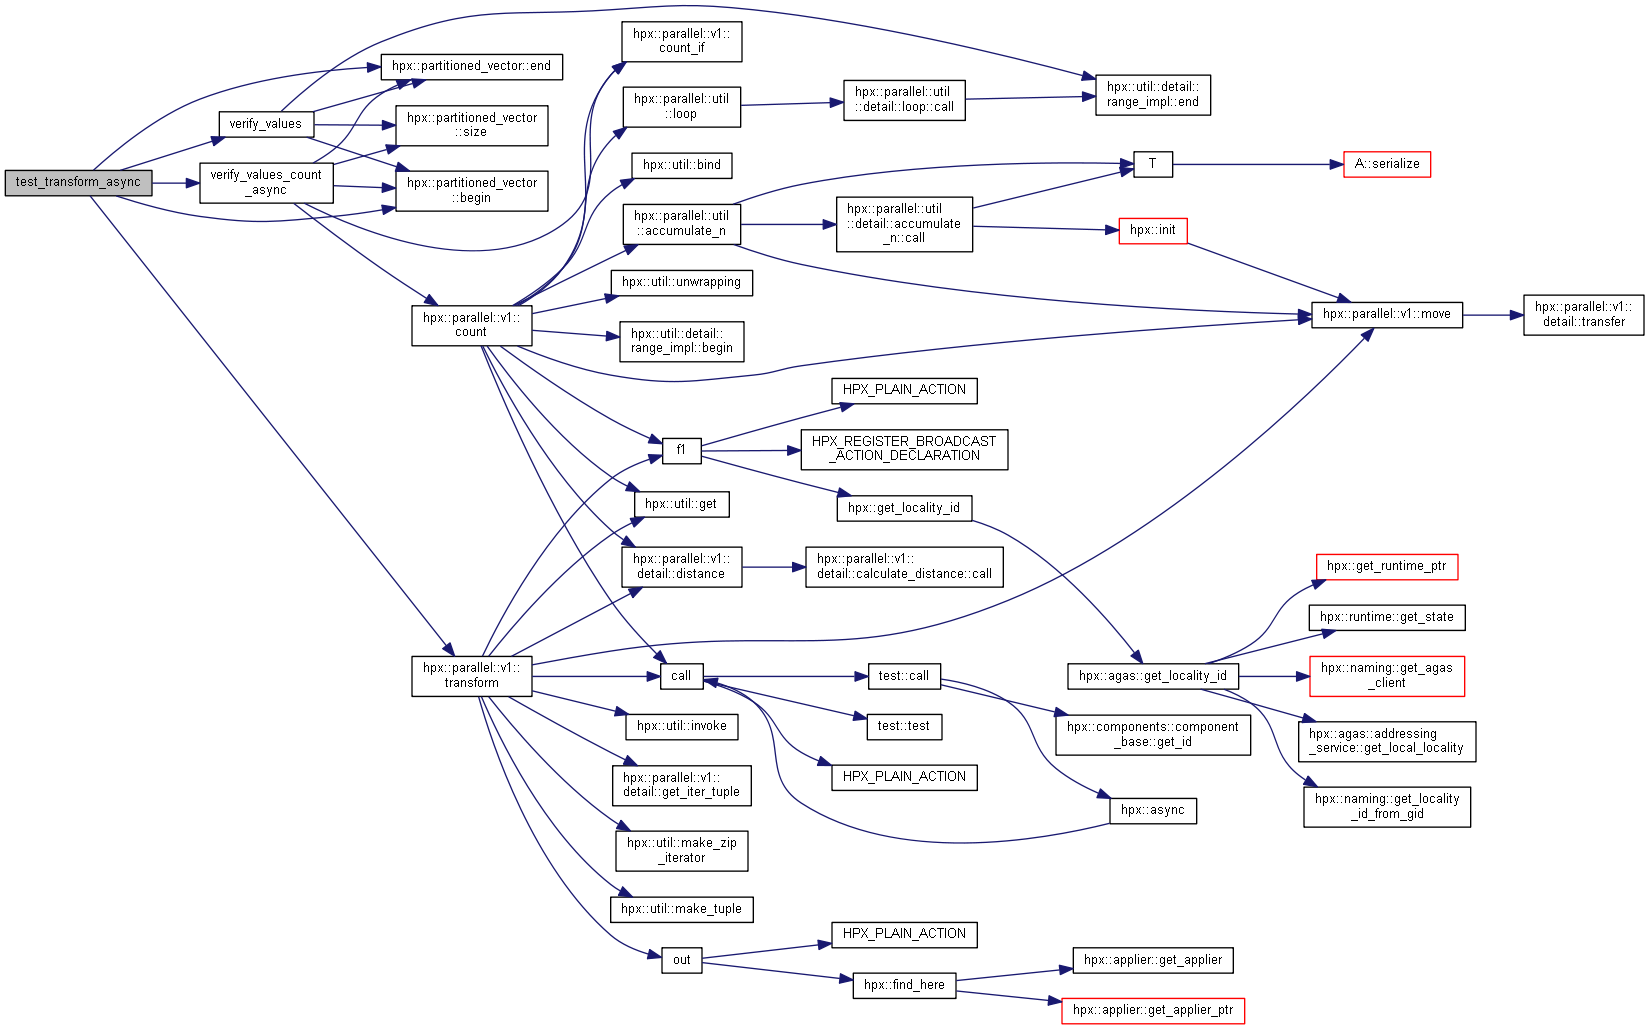 test_transform_async
verify_values
verify_values_count
_async
hpx::partitioned_vector::end
hpx::partitioned_vector
::size
hpx::partitioned_vector
::begin
hpx::parallel::v1::
count
hpx::parallel::v1::
transform
hpx::parallel::v1::
count_if
hpx::parallel::util
::loop
hpx::util::bind
hpx::parallel::util
::accumulate_n
hpx::util::unwrapping
hpx::util::detail::
range_impl::begin
f1
hpx::util::get
hpx::parallel::v1::
detail::distance
call
hpx::util::invoke
hpx::parallel::v1::
detail::get_iter_tuple
hpx::util::make_zip
_iterator
hpx::util::make_tuple
out
hpx::parallel::util
::detail::loop::call
hpx::parallel::util
::detail::accumulate
_n::call
HPX_PLAIN_ACTION
HPX_REGISTER_BROADCAST
_ACTION_DECLARATION
hpx::get_locality_id
hpx::parallel::v1::
detail::calculate_distance::call
test::call
test::test
HPX_PLAIN_ACTION
HPX_PLAIN_ACTION
hpx::find_here
hpx::util::detail::
range_impl::end
T
hpx::init
hpx::agas::get_locality_id
hpx::components::component
_base::get_id
hpx::async
hpx::applier::get_applier
hpx::applier::get_applier_ptr
A::serialize
hpx::parallel::v1::move
hpx::get_runtime_ptr
hpx::runtime::get_state
hpx::naming::get_agas
_client
hpx::agas::addressing
_service::get_local_locality
hpx::naming::get_locality
_id_from_gid
hpx::parallel::v1::
detail::transfer